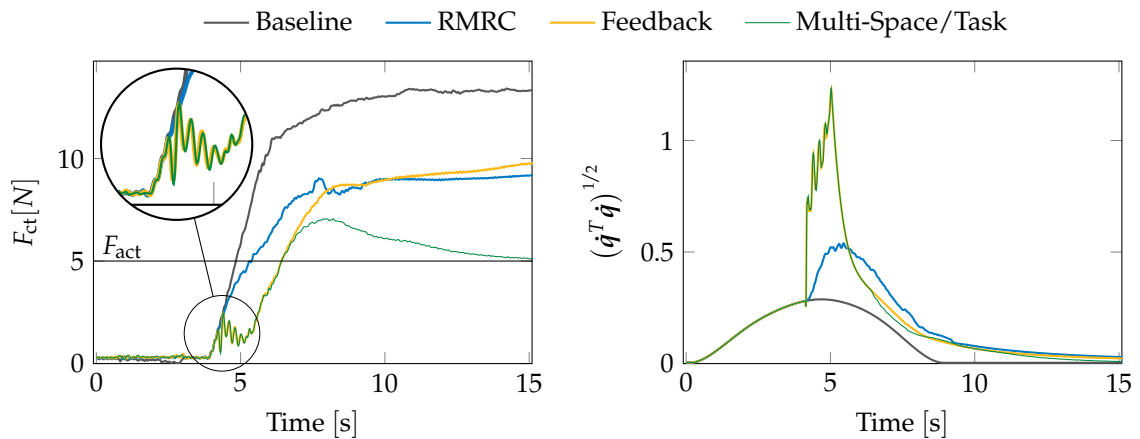 Baseline RMRC Feedback Multi-Space/Task
F_ct [N]
10
5
0
F_act
0 5 10 15
Time [s]
(q̇^T q̇)^1/2
1
0.5
0
0 5 10 15
Time [s]